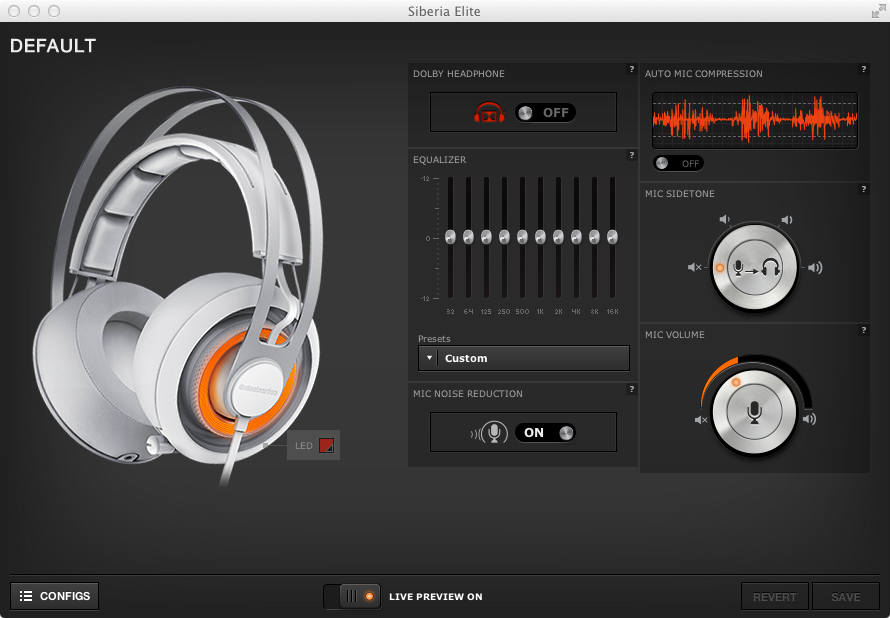 Siberia Elite
DEFAULT
DOLBY HEADPHONE ?
OFF
EQUALIZER ?
-12
0
-12
32 64 125 250 500 1K 2K 4K 8K 16K
Presets
Custom
MIC NOISE REDUCTION ?
ON
AUTO MIC COMPRESSION ?
OFF
MIC SIDETONE ?
MIC VOLUME ?
steelseries
LED
CONFIGS
LIVE PREVIEW ON
REVERT
SAVE